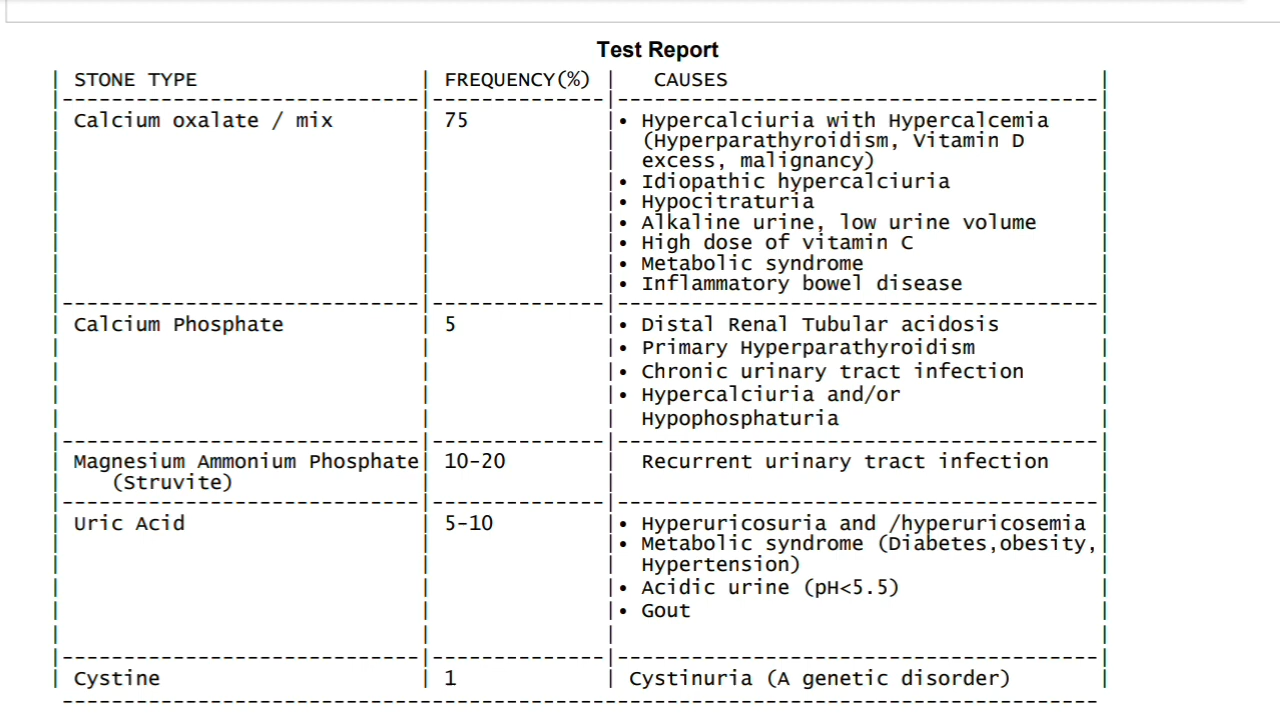 Test Report
STONE TYPE FREQUENCY(%) CAUSES
Calcium oxalate / mix 75 • Hypercalciuria with Hypercalcemia
(Hyperparathyroidism, Vitamin D
excess, malignancy)
• Idiopathic hypercalciuria
• Hypocitraturia
• Alkaline urine, low urine volume
• High dose of vitamin C
• Metabolic syndrome
• Inflammatory bowel disease
Calcium Phosphate 5 • Distal Renal Tubular acidosis
• Primary Hyperparathyroidism
• Chronic urinary tract infection
• Hypercalciuria and/or
Hypophosphaturia
Magnesium Ammonium Phosphate 10-20 Recurrent urinary tract infection
(Struvite)
Uric Acid 5-10 • Hyperuricosuria and /hyperuricosemia
• Metabolic syndrome (Diabetes,obesity,
Hypertension)
• Acidic urine (pH<5.5)
• Gout
Cystine 1 Cystinuria (A genetic disorder)